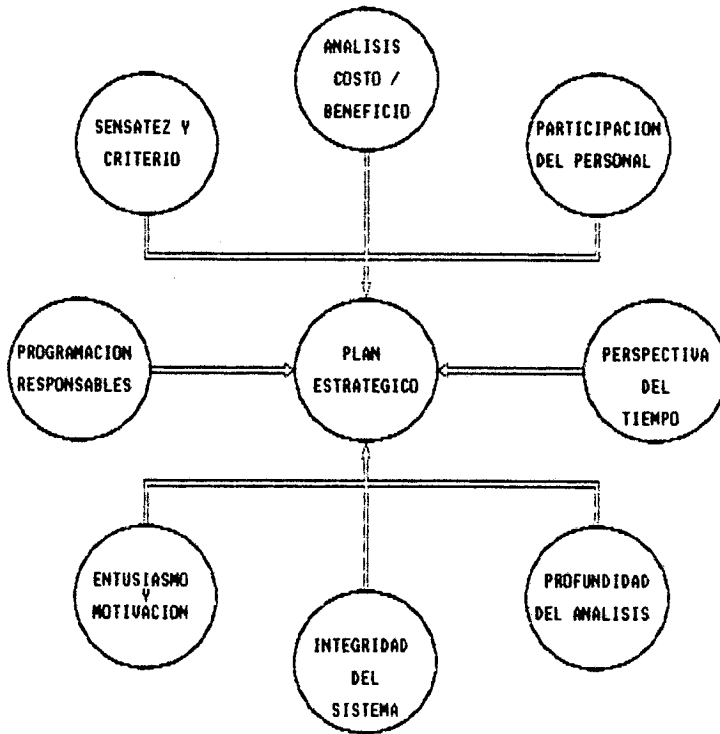 ANALISIS
COSTO /
BENEFICIO
SENSATEZ Y
CRITERIO
PARTICIPACION
DEL PERSONAL
PROGRAMACION
RESPONSABLES
PLAN
ESTRATEGICO
PERSPECTIVA
DEL
TIEMPO
ENTUSIASMO
Y
MOTIVACION
INTEGRIDAD
DEL
SISTEMA
PROFUNDIDAD
DEL ANALISIS